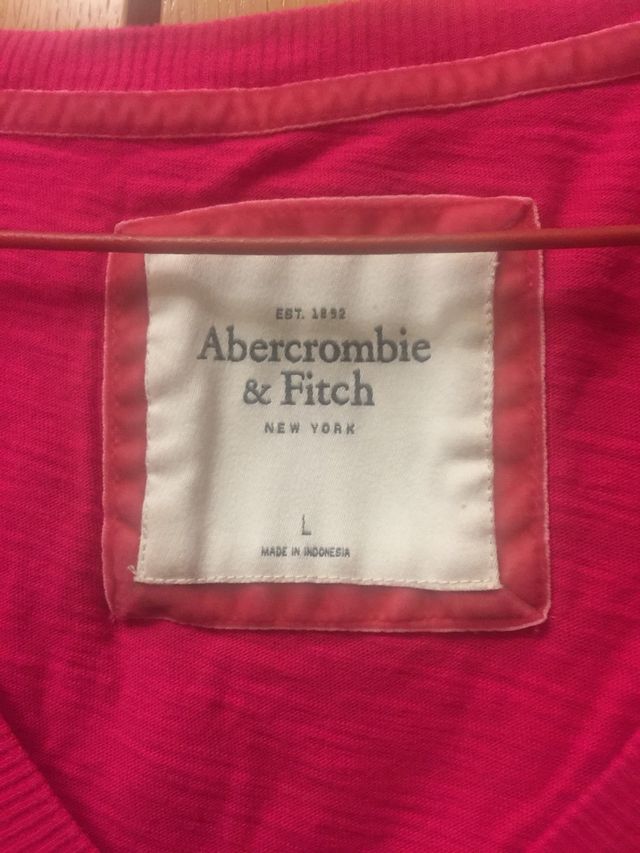 EST. 1892
Abercrombie
& Fitch
NEW YORK
L
MADE IN INDONESIA